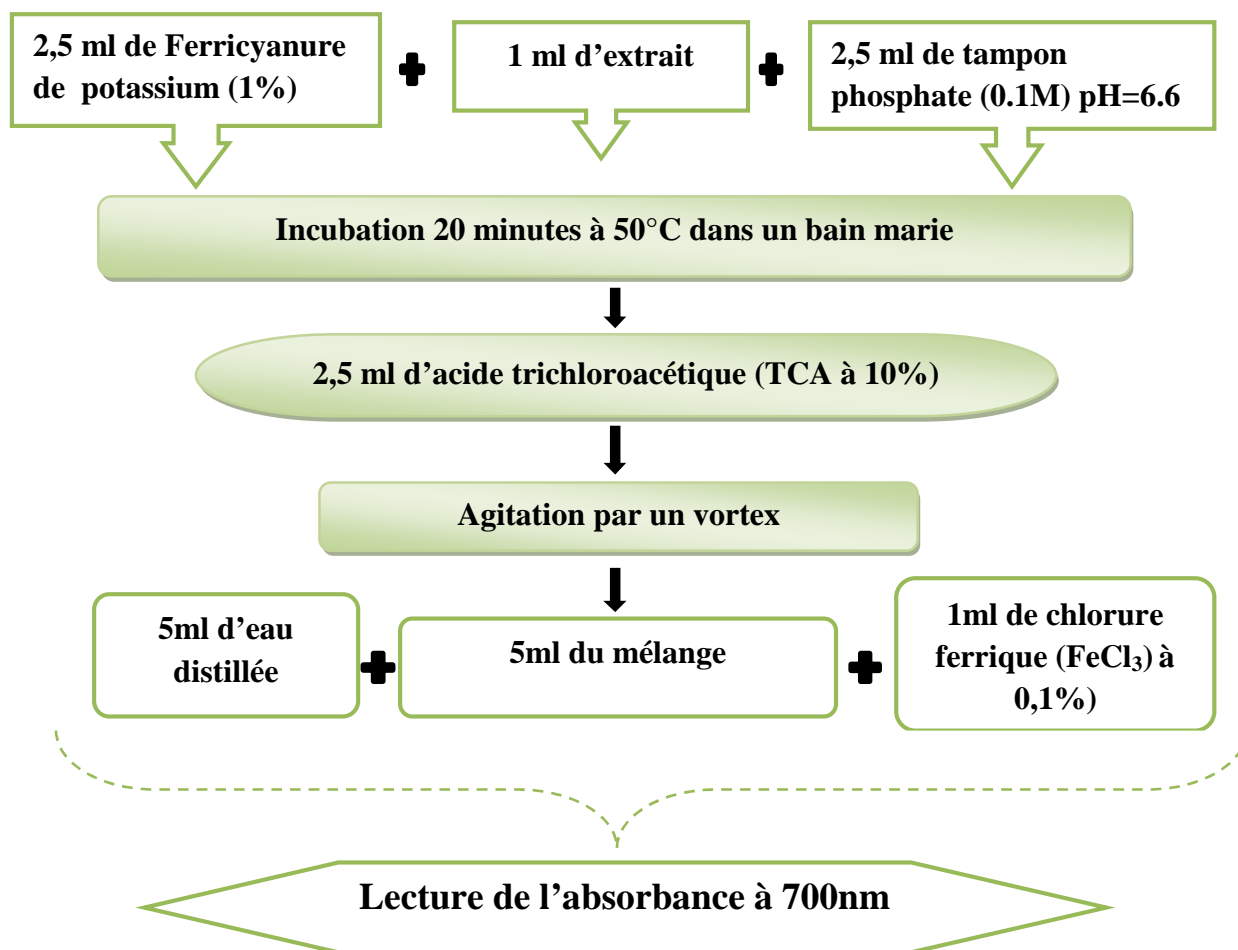 2,5 ml de Ferricyanure
de potassium (1%)
1 ml d’extrait
2,5 ml de tampon
phosphate (0.1M) pH=6.6
Incubation 20 minutes à 50°C dans un bain marie
2,5 ml d’acide trichloroacétique (TCA à 10%)
Agitation par un vortex
5ml d’eau
distillée
5ml du mélange
1ml de chlorure
ferrique (FeCl₃) à
0,1%)
Lecture de l’absorbance à 700nm